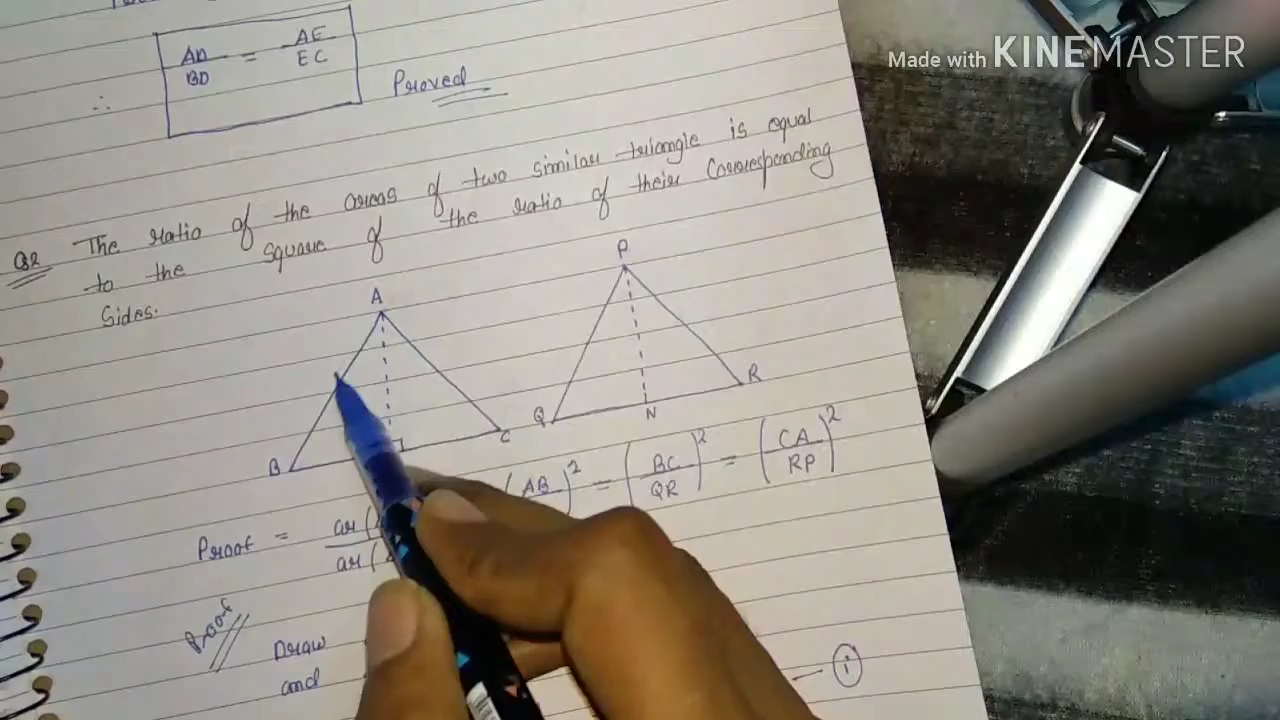 Made with KINEMASTER
AD/BD = AE/EC
∴ Proved
Q2 The ratio of the areas of two similar triangle is equal
to the square of the ratio of their corresponding
sides.
A
P
B
C
Q
N
R
Proof = ar( / ar( (AB )² = (BC/QR)² = (CA/RP)²
Proof
Draw
and
(i)